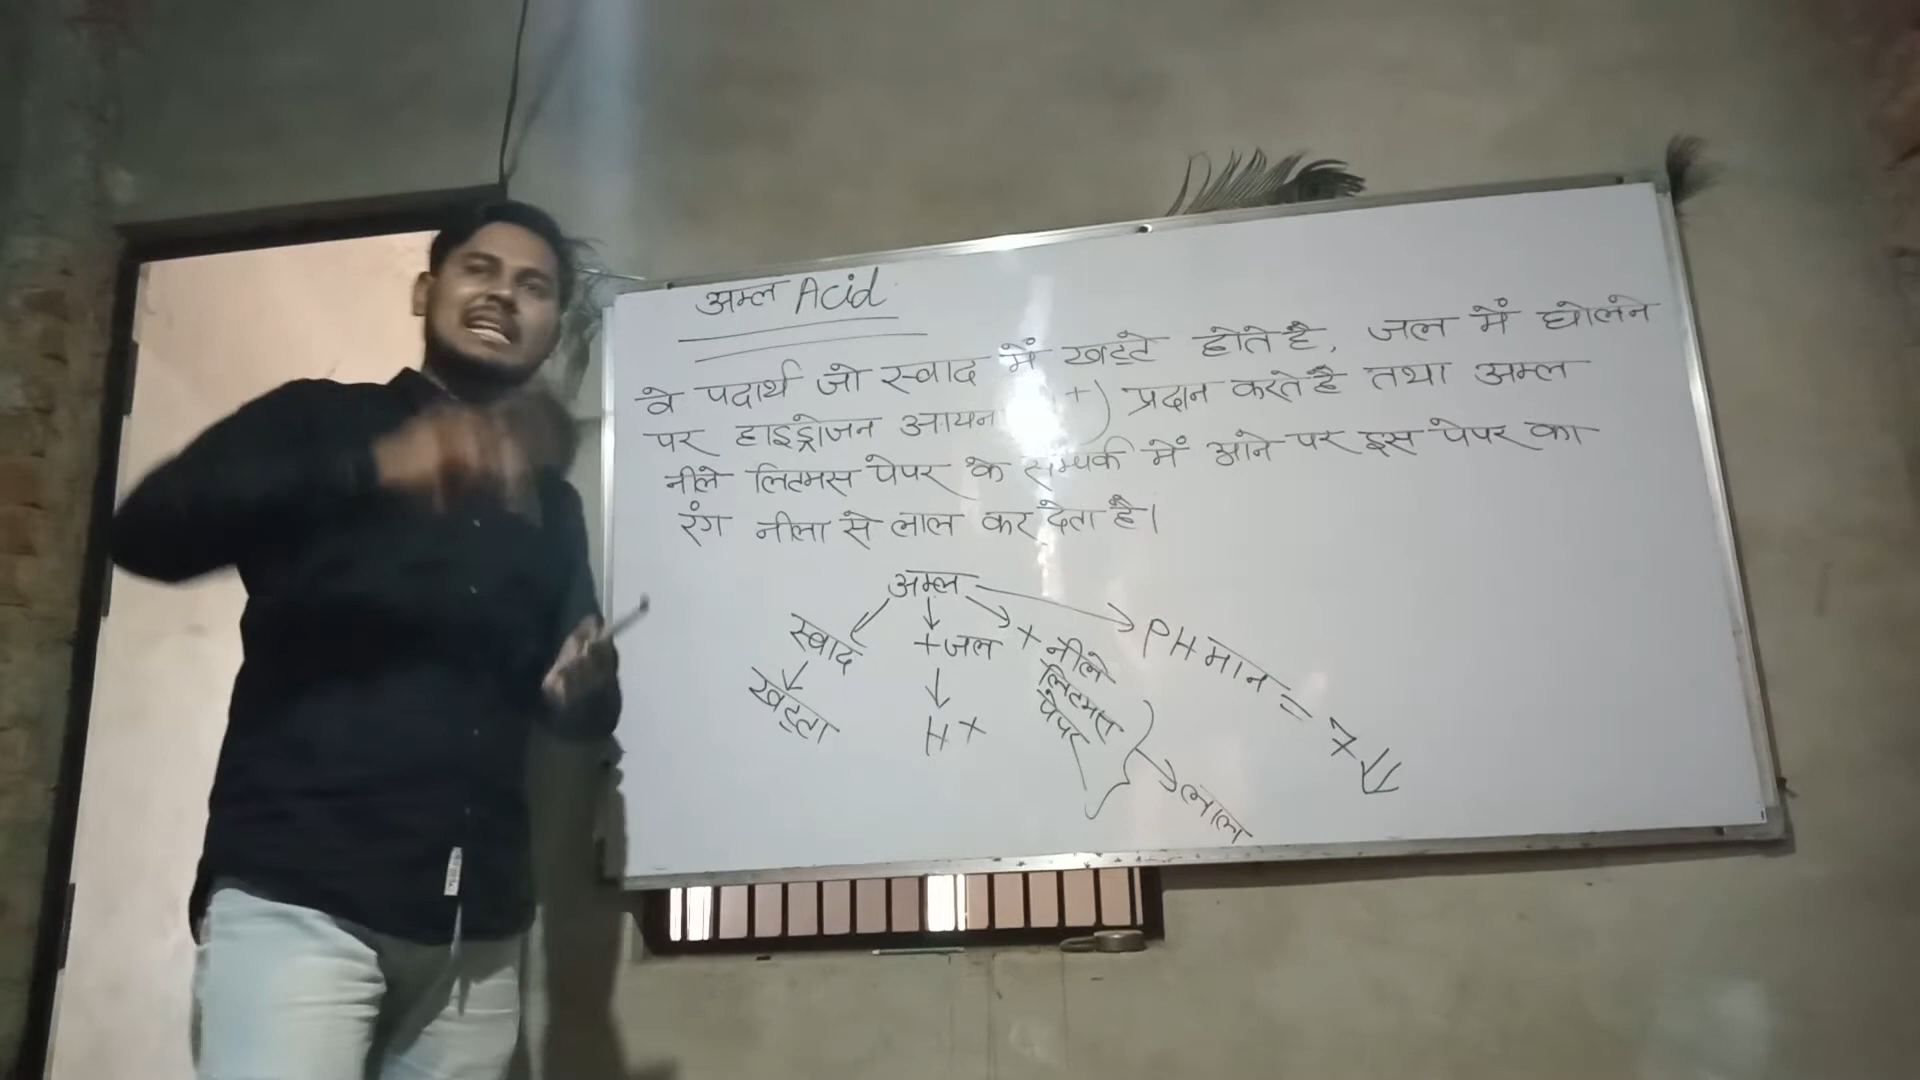 अम्ल Acid
वे पदार्थ जो स्वाद में खट्टे होते है, जल में घोलने
पर हाइड्रोजन आयन +) प्रदान करते है तथा अम्ल
नीले लिटमस पेपर के सम्पर्क में आने पर इस पेपर का
रंग नीला से लाल कर देता है।
अम्ल
स्वाद
खट्टा
+जल
H+
+ नीले
लिटमस
पेपर
लाल
PH मान = 7